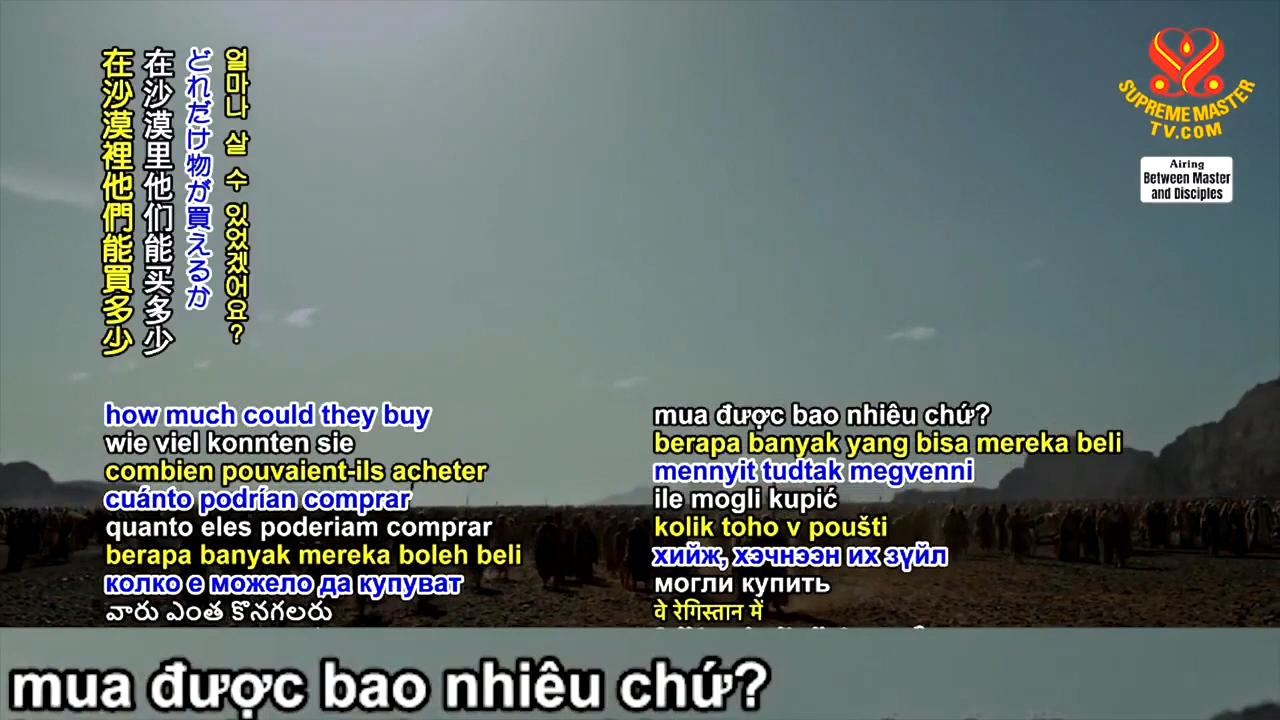 在沙漠裡他們能買多少
在沙漠里他们能买多少
どれだけ物が買えるか
얼마나 살 수 있었겠어요?
SUPREME MASTER
TV.COM
Airing
Between Master
and Disciples
how much could they buy
wie viel konnten sie
combien pouvaient-ils acheter
cuánto podrían comprar
quanto eles poderiam comprar
berapa banyak mereka boleh beli
колко е можело да купуват
వారు ఎంత కొనగలరు
mua được bao nhiêu chứ?
berapa banyak yang bisa mereka beli
mennyit tudtak megvenni
ile mogli kupić
kolik toho v poušti
хийж, хэчнээн их зүйл
могли купить
वे रेगिस्तान में
mua được bao nhiêu chứ?